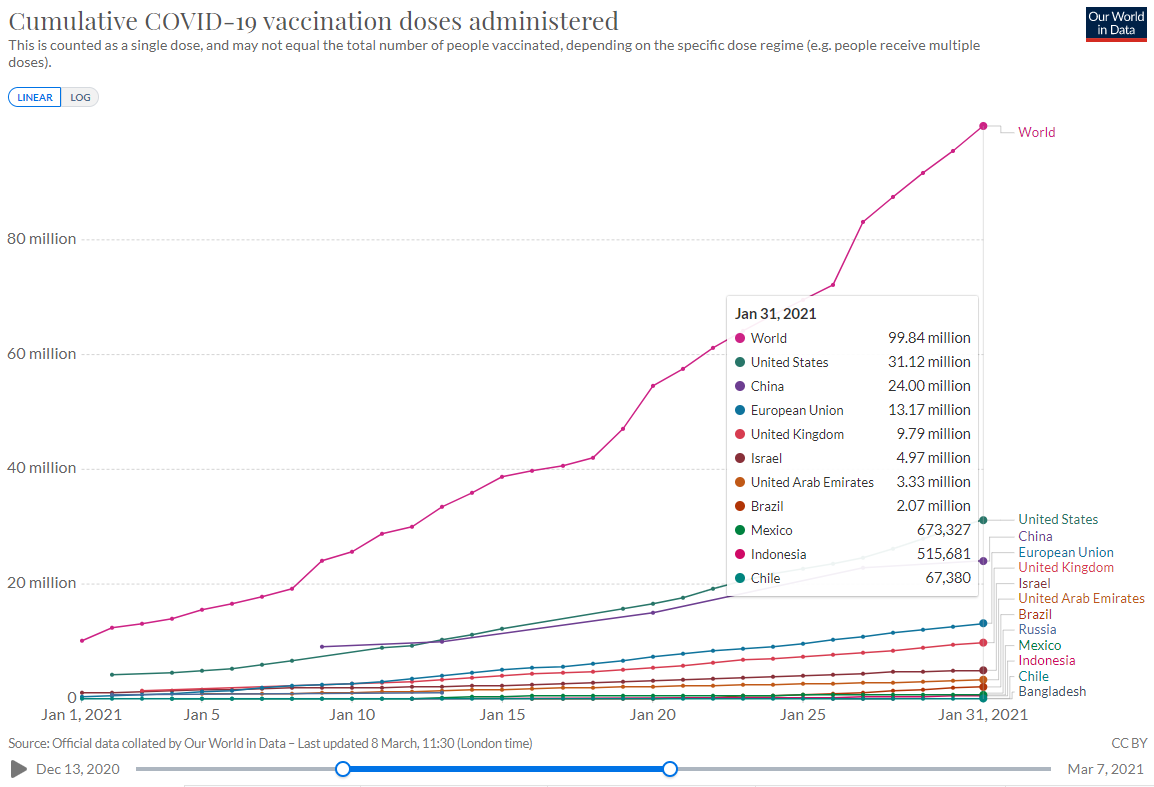 Cumulative COVID-19 vaccination doses administered
Our World
in Data
This is counted as a single dose, and may not equal the total number of people vaccinated, depending on the specific dose regime (e.g. people receive multiple
doses).
LINEAR LOG
World
80 million
60 million
40 million
20 million
0
Jan 31, 2021
World 99.84 million
United States 31.12 million
China 24.00 million
European Union 13.17 million
United Kingdom 9.79 million
Israel 4.97 million
United Arab Emirates 3.33 million
Brazil 2.07 million
Mexico 673,327
Indonesia 515,681
Chile 67,380
United States
China
European Union
United Kingdom
Israel
United Arab Emirates
Brazil
Russia
Mexico
Indonesia
Chile
Bangladesh
Jan 1, 2021 Jan 5 Jan 10 Jan 15 Jan 20 Jan 25 Jan 31, 2021
Source: Official data collated by Our World in Data – Last updated 8 March, 11:30 (London time)
CC BY
Dec 13, 2020 Mar 7, 2021